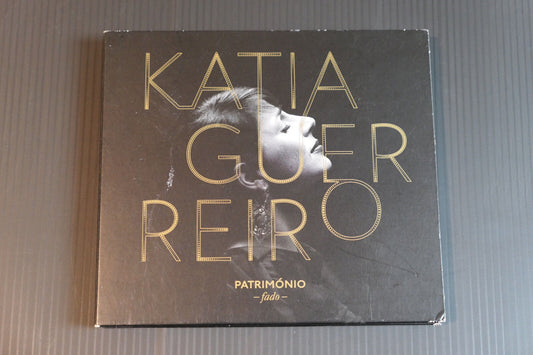 KATIA
GUER
REIRO
PATRIMÓNIO
– fado –